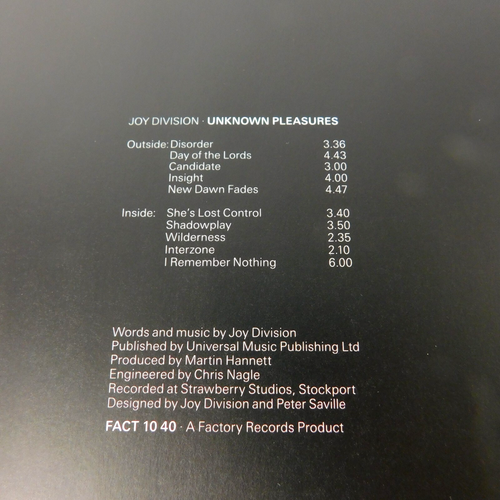 JOY DIVISION · UNKNOWN PLEASURES
Outside: Disorder 3.36
Day of the Lords 4.43
Candidate 3.00
Insight 4.00
New Dawn Fades 4.47
Inside: She's Lost Control 3.40
Shadowplay 3.50
Wilderness 2.35
Interzone 2.10
I Remember Nothing 6.00
Words and music by Joy Division
Published by Universal Music Publishing Ltd
Produced by Martin Hannett
Engineered by Chris Nagle
Recorded at Strawberry Studios, Stockport
Designed by Joy Division and Peter Saville
FACT 10 40 · A Factory Records Product